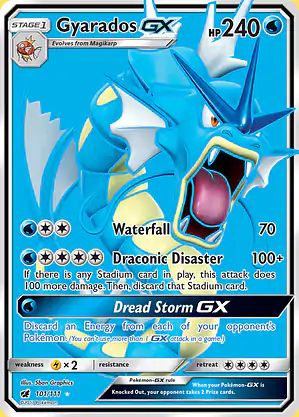 STAGE 1 Gyarados GX HP 240
Evolves from Magikarp
Waterfall 70
Draconic Disaster 100+
If there is any Stadium card in play, this attack does
100 more damage. Then, discard that Stadium card.
Dread Storm GX
Discard an Energy from each of your opponent's
Pokémon. (You can't use more than 1 GX attack in a game.)
weakness ×2 resistance retreat
Illus. 5ban Graphics
Pokémon-GX rule
When your Pokémon-GX is
Knocked Out, your opponent takes 2 Prize cards.
101/111